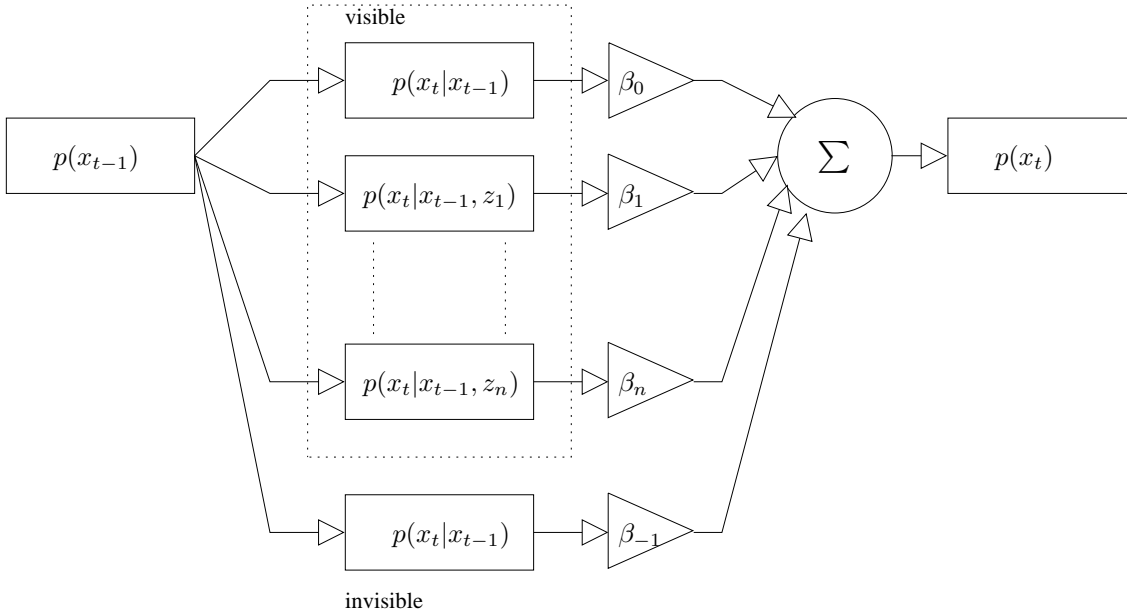 visible
p(x_t|x_{t−1})
β_0
p(x_{t−1})
p(x_t|x_{t−1}, z_1)
β_1
∑
p(x_t)
p(x_t|x_{t−1}, z_n)
β_n
p(x_t|x_{t−1})
β_{−1}
invisible